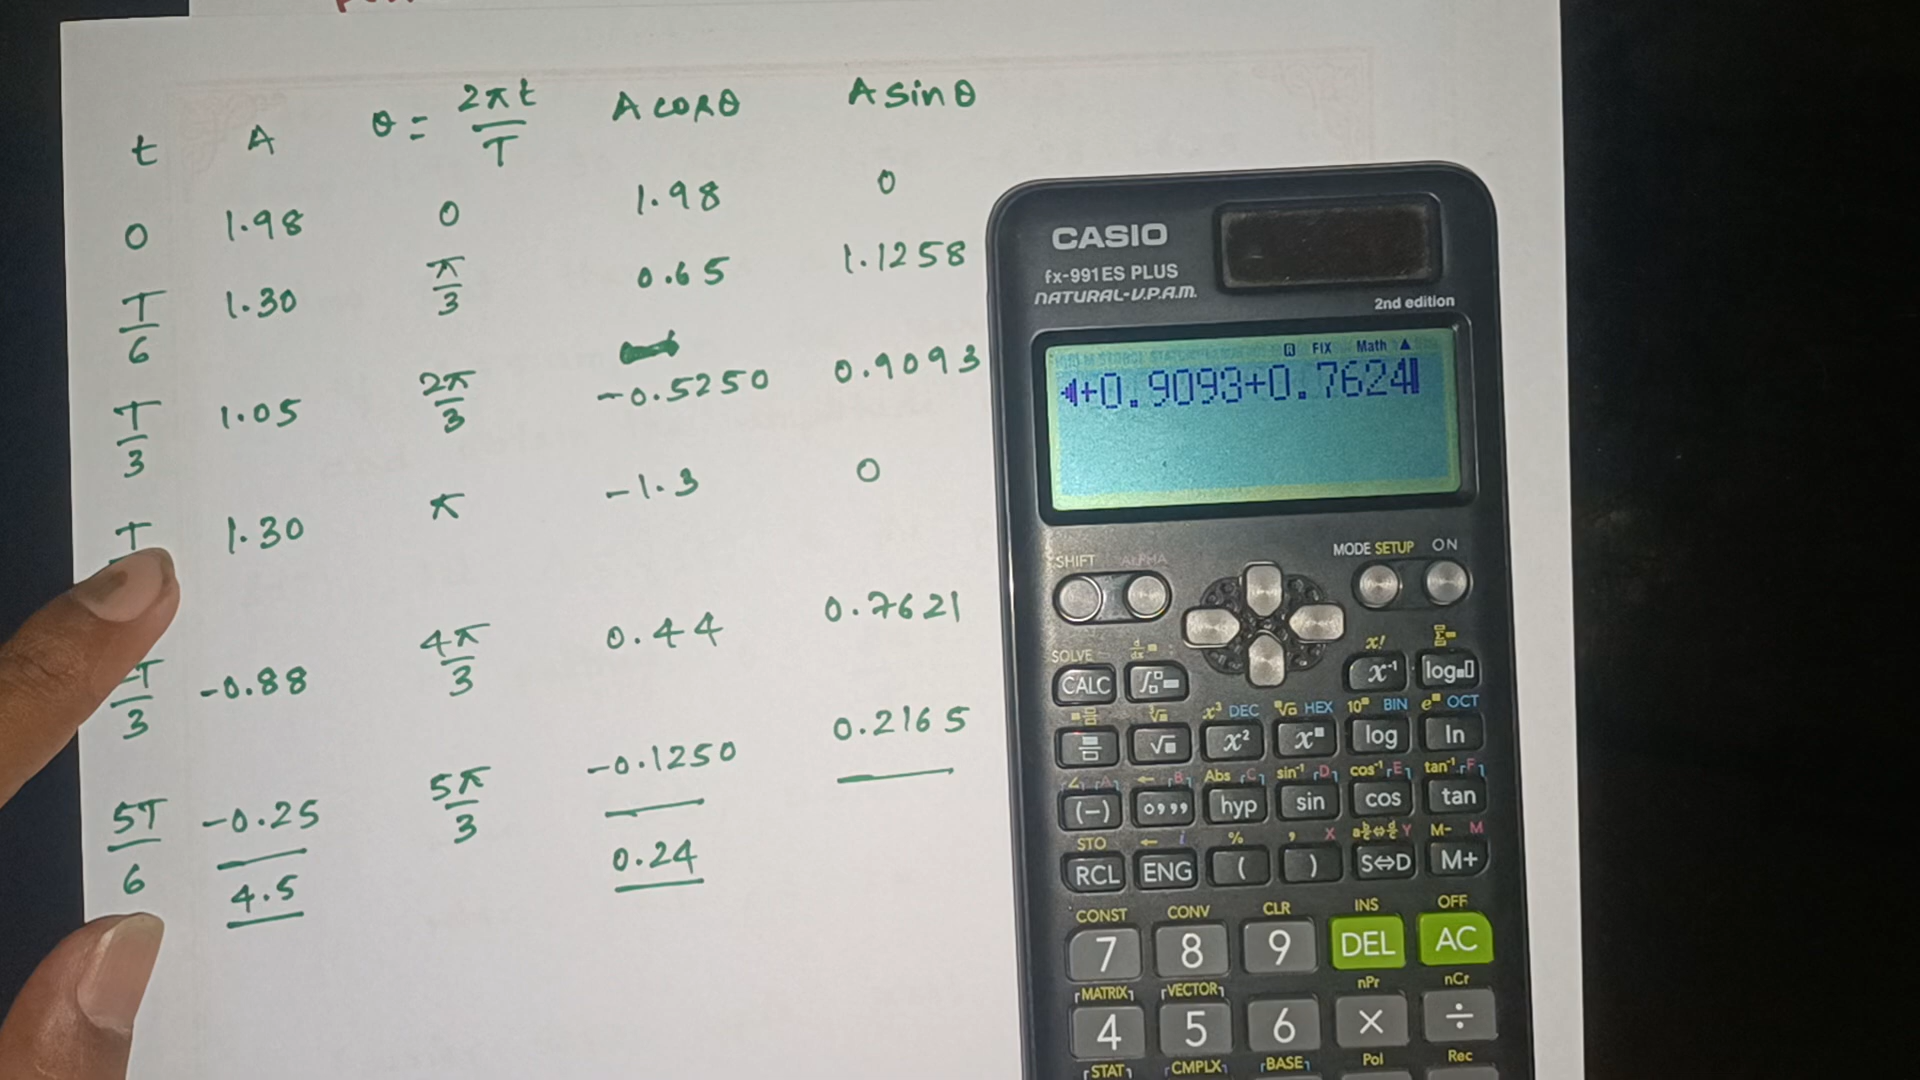 t A θ = 2πt/T A cosθ A sinθ
0 1.98 0 1.98 0
T/6 1.30 π/3 0.65 1.1258
T/3 1.05 2π/3 -0.5250 0.9093
T 1.30 π -1.3 0
T/3 -0.88 4π/3 0.44 0.7621
5T/6 -0.25 5π/3 -0.1250 0.2165
4.5 0.24
CASIO
fx-991ES PLUS
NATURAL-V.P.A.M.
2nd edition
R FIX Math ▲
+0.9093+0.7624
SHIFT ALPHA MODE SETUP ON
SOLVE d/dx x!
CALC x⁻¹ log
x³ DEC HEX 10 BIN e OCT
x² x log ln
A B Abs C sin⁻¹ D cos⁻¹ E tan⁻¹ F
(-) hyp sin cos tan
STO ← i % , X Y M- M
RCL ENG ( ) S⇔D M+
CONST CONV CLR INS OFF
7 8 9 DEL AC
MATRIX VECTOR nPr nCr
4 5 6 × ÷
STAT CMPLX BASE Pol Rec